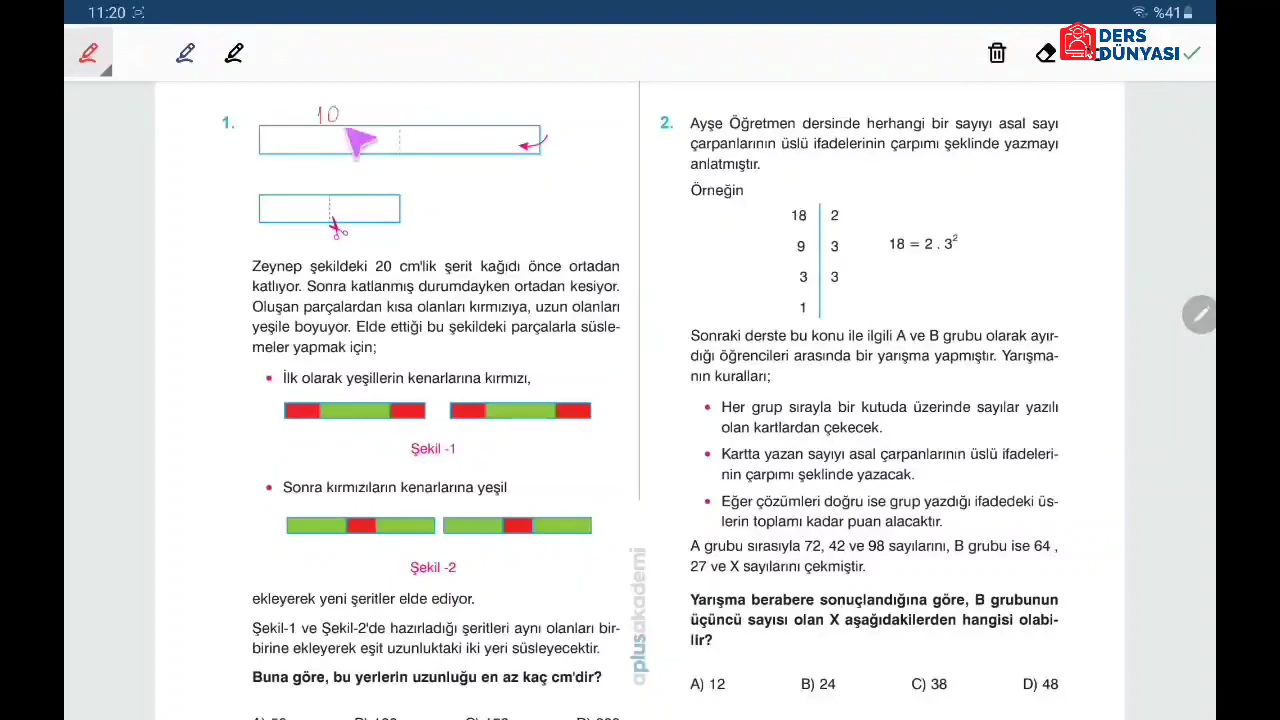 11:20
%41
DERS
DÜNYASI
1.
10
Zeynep şekildeki 20 cm'lik şerit kağıdı önce ortadan
katlıyor. Sonra katlanmış durumdayken ortadan kesiyor.
Oluşan parçalardan kısa olanları kırmızıya, uzun olanları
yeşile boyuyor. Elde ettiği bu şekildeki parçalarla süsle-
meler yapmak için;
• İlk olarak yeşillerin kenarlarına kırmızı,
Şekil -1
• Sonra kırmızıların kenarlarına yeşil
Şekil -2
ekleyerek yeni şeritler elde ediyor.
Şekil-1 ve Şekil-2'de hazırladığı şeritleri aynı olanları bir-
birine ekleyerek eşit uzunluktaki iki yeri süsleyecektir.
Buna göre, bu yerlerin uzunluğu en az kaç cm'dir?
aplusakademi
2. Ayşe Öğretmen dersinde herhangi bir sayıyı asal sayı
çarpanlarının üslü ifadelerinin çarpımı şeklinde yazmayı
anlatmıştır.
Örneğin
18 2
9 3 18 = 2 . 3²
3 3
1
Sonraki derste bu konu ile ilgili A ve B grubu olarak ayır-
dığı öğrencileri arasında bir yarışma yapmıştır. Yarışma-
nın kuralları;
• Her grup sırayla bir kutuda üzerinde sayılar yazılı
olan kartlardan çekecek.
• Kartta yazan sayıyı asal çarpanlarının üslü ifadeleri-
nin çarpımı şeklinde yazacak.
• Eğer çözümleri doğru ise grup yazdığı ifadedeki üs-
lerin toplamı kadar puan alacaktır.
A grubu sırasıyla 72, 42 ve 98 sayılarını, B grubu ise 64 ,
27 ve X sayılarını çekmiştir.
Yarışma berabere sonuçlandığına göre, B grubunun
üçüncü sayısı olan X aşağıdakilerden hangisi olabi-
lir?
A) 12 B) 24 C) 38 D) 48